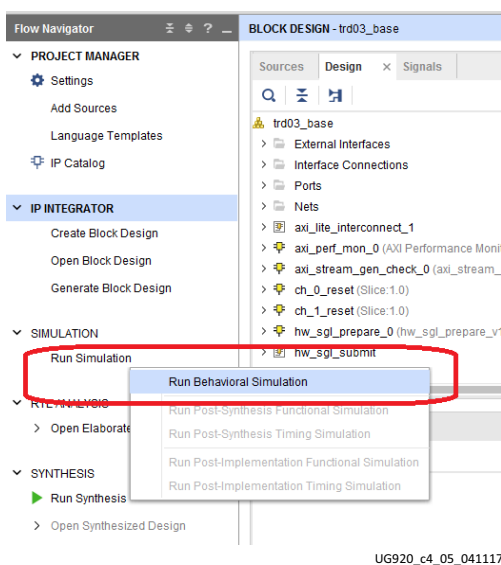 Flow Navigator
?
PROJECT MANAGER
Settings
Add Sources
Language Templates
IP Catalog
IP INTEGRATOR
Create Block Design
Open Block Design
Generate Block Design
SIMULATION
Run Simulation
RTL ANALYSIS
Open Elaborate
SYNTHESIS
Run Synthesis
Open Synthesized Design
BLOCK DESIGN - trd03_base
Sources Design × Signals
trd03_base
External Interfaces
Interface Connections
Ports
Nets
axi_lite_interconnect_1
axi_perf_mon_0 (AXI Performance Moni
axi_stream_gen_check_0 (axi_stream_
ch_0_reset (Slice:1.0)
ch_1_reset (Slice:1.0)
hw_sgl_prepare_0 (hw_sgl_prepare_v1
hw_sgl_submit
Run Behavioral Simulation
Run Post-Synthesis Functional Simulation
Run Post-Synthesis Timing Simulation
Run Post-Implementation Functional Simulation
Run Post-Implementation Timing Simulation
UG920_c4_05_041117